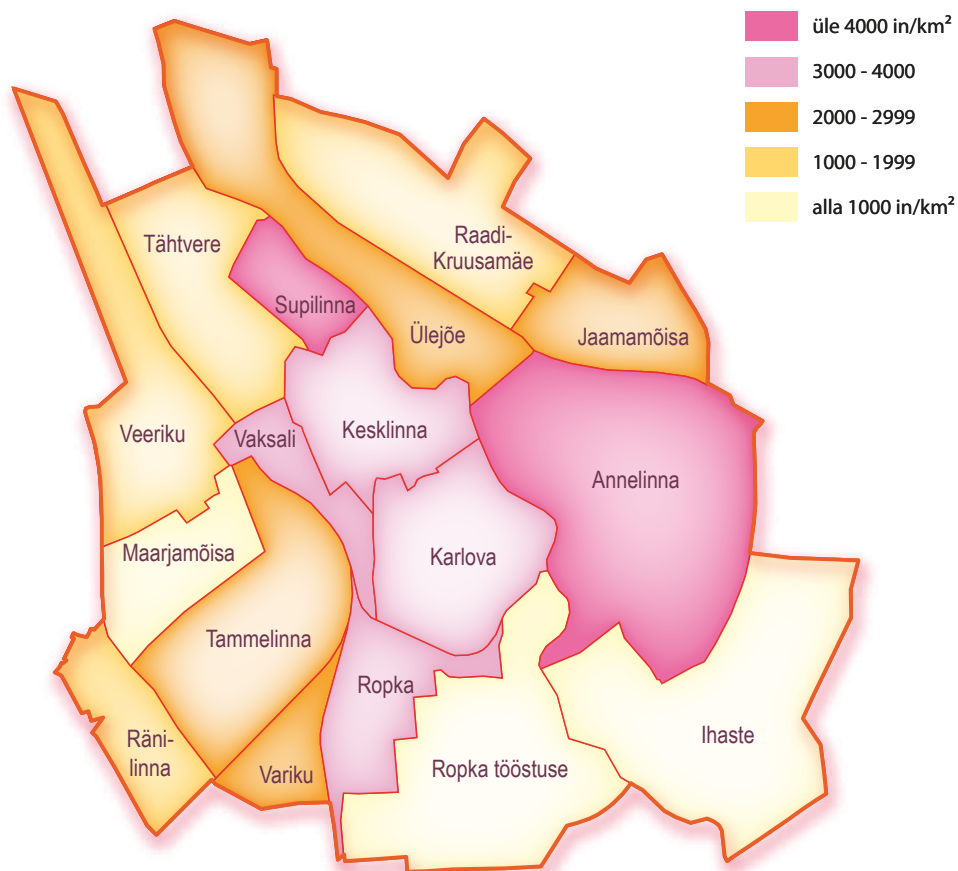 üle 4000 in/km²
3000 - 4000
2000 - 2999
1000 - 1999
alla 1000 in/km²
Tähtvere
Raadi-
Kruusamäe
Supilinna
Ülejõe
Jaamamõisa
Veeriku
Vaksali
Kesklinna
Annelinna
Maarjamõisa
Karlova
Tammelinna
Ropka
Räni-
linna
Variku
Ropka tööstuse
Ihaste